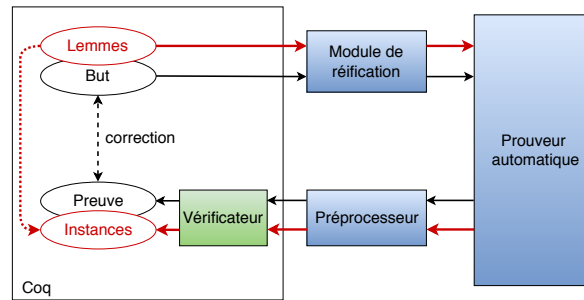 Lemmes
But
Module de
réification
Prouveur
automatique
correction
Preuve
Instances
Vérificateur
Préprocesseur
Coq